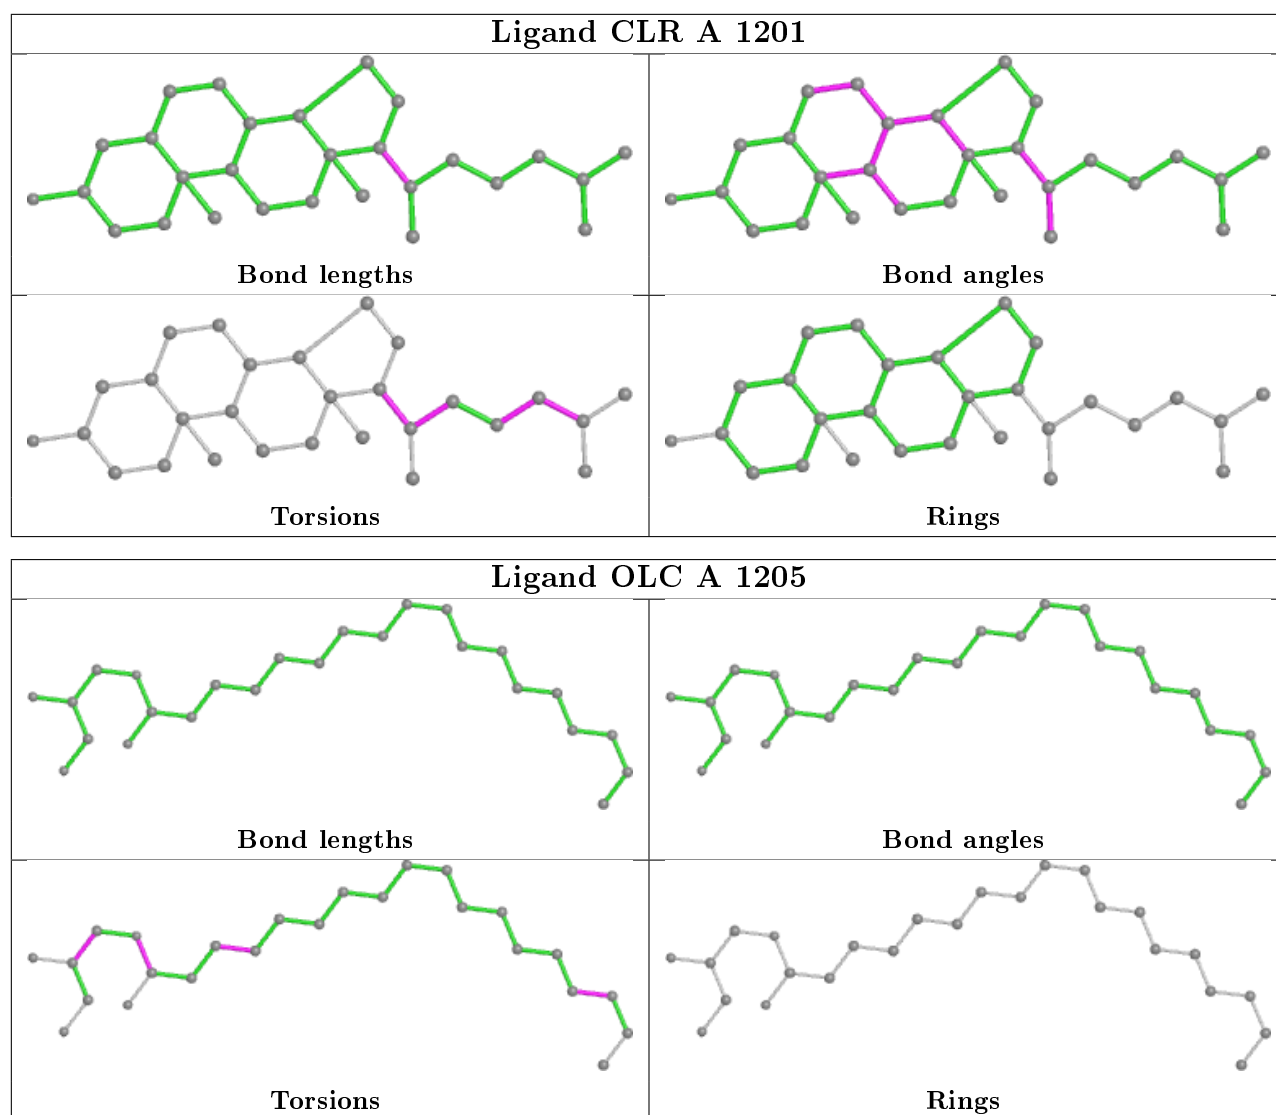 Ligand CLR A 1201
Bond lengths
Bond angles
Torsions
Rings
Ligand OLC A 1205
Bond lengths
Bond angles
Torsions
Rings